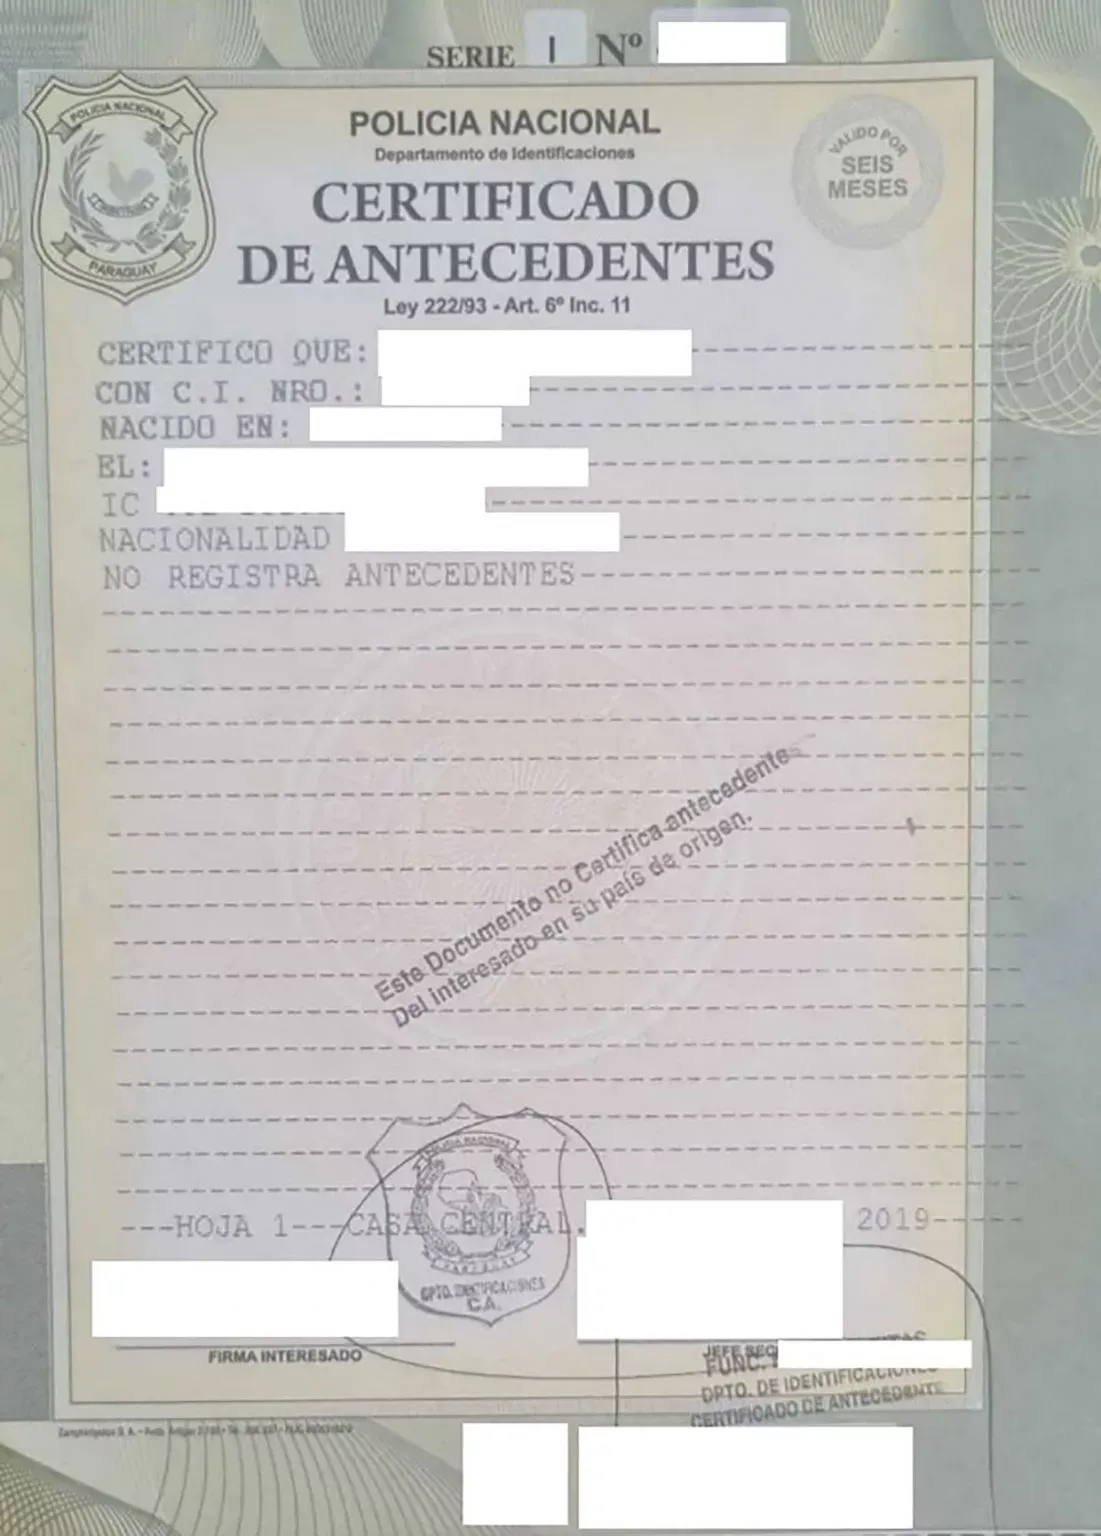 SERIE I Nº
POLICIA NACIONAL
PARAGUAY
POLICIA NACIONAL
Departamento de Identificaciones
CERTIFICADO
DE ANTECEDENTES
Ley 222/93 - Art. 6º Inc. 11
VALIDO POR
SEIS
MESES
CERTIFICO QUE:
CON C.I. NRO.:
NACIDO EN:
EL:
IC
NACIONALIDAD
NO REGISTRA ANTECEDENTES
Este Documento no Certifica antecedente
Del interesado en su país de origen.
---HOJA 1---CASA CENTRAL. 2019
POLICIA NACIONAL
PARAGUAY
DPTO. IDENTIFICACIONES
C.A.
FIRMA INTERESADO
JEFE SEC
FUNC.
DPTO. DE IDENTIFICACIONES
CERTIFICADO DE ANTECEDENTE